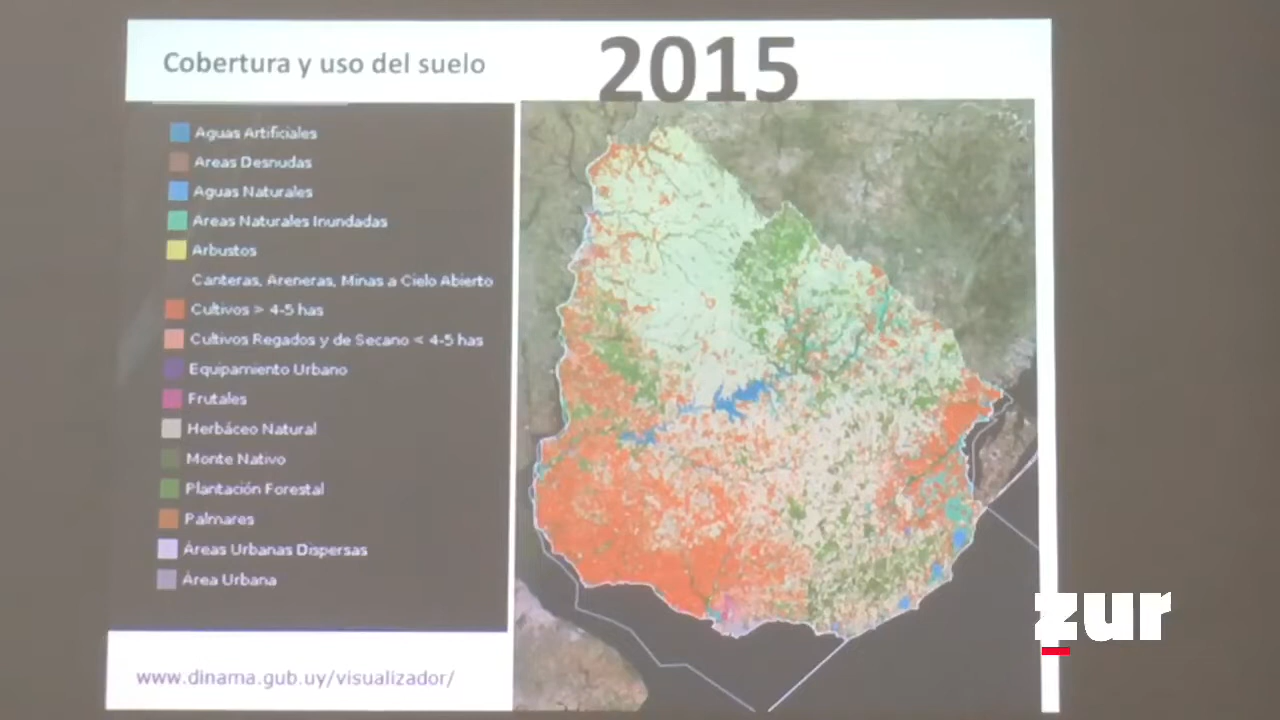 Cobertura y uso del suelo
2015
Aguas Artificiales
Areas Desnudas
Aguas Naturales
Areas Naturales Inundadas
Arbustos
Canteras, Areneras, Minas a Cielo Abierto
Cultivos > 4-5 has
Cultivos Regados y de Secano < 4-5 has
Equipamiento Urbano
Frutales
Herbáceo Natural
Monte Nativo
Plantación Forestal
Palmares
Áreas Urbanas Dispersas
Área Urbana
www.dinama.gub.uy/visualizador/
zur